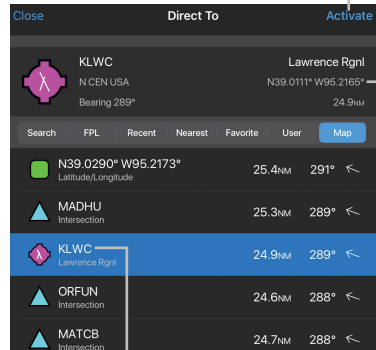 Close Direct To Activate
KLWC Lawrence Rgnl
N CEN USA N39.0111° W95.2165°
Bearing 289° 24.9NM
Search FPL Recent Nearest Favorite User Map
N39.0290° W95.2173° 25.4NM 291°
Latitude/Longitude
MADHU 25.3NM 289°
Intersection
KLWC 24.9NM 289°
Lawrence Rgnl
ORFUN 24.6NM 288°
Intersection
MATCB 24.7NM 288°
Intersection